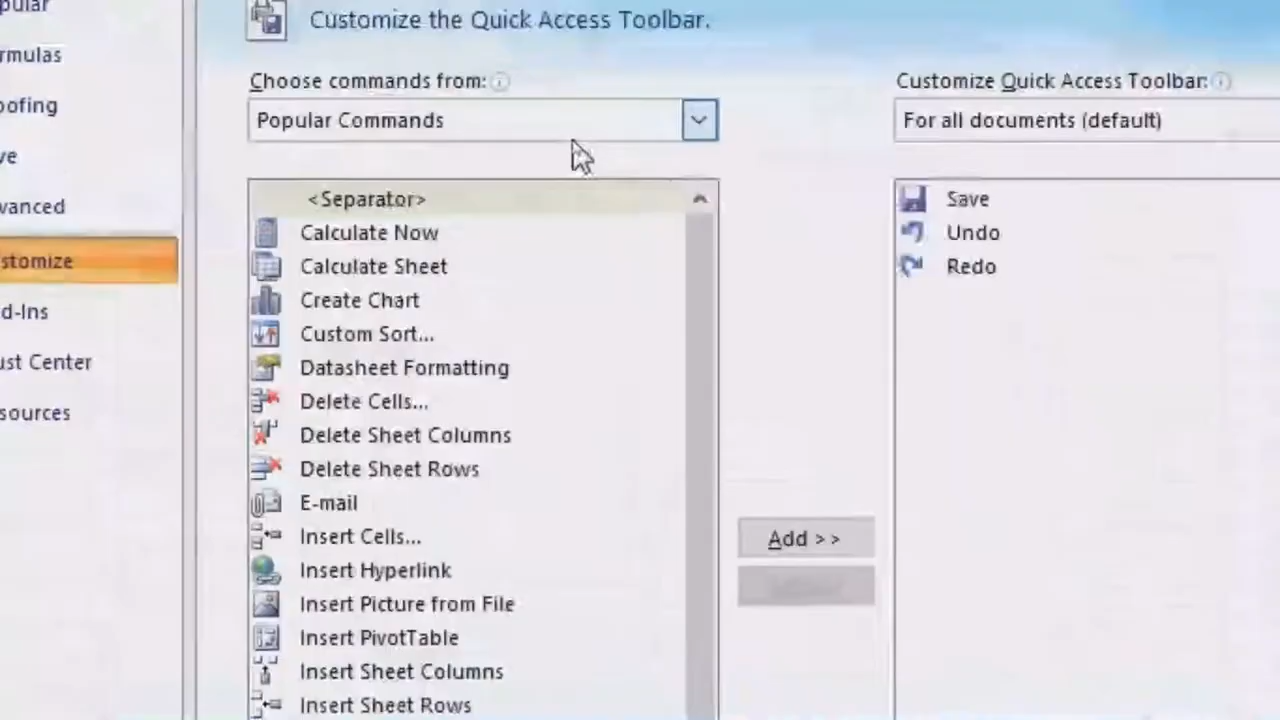 Customize the Quick Access Toolbar.
Choose commands from:
Customize Quick Access Toolbar:
Popular Commands
For all documents (default)
pular
rmulas
oofing
ve
vanced
stomize
d-Ins
ust Center
sources
<Separator>
Calculate Now
Calculate Sheet
Create Chart
Custom Sort...
Datasheet Formatting
Delete Cells...
Delete Sheet Columns
Delete Sheet Rows
E-mail
Insert Cells...
Insert Hyperlink
Insert Picture from File
Insert PivotTable
Insert Sheet Columns
Insert Sheet Rows
Add >>
Save
Undo
Redo